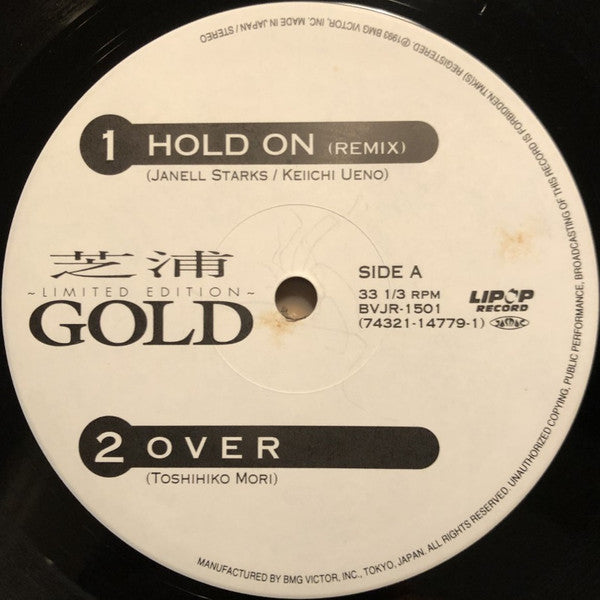 1 HOLD ON (REMIX)
(JANELL STARKS / KEIICHI UENO)
芝浦
~LIMITED EDITION~
GOLD
SIDE A
33 1/3 RPM
BVJR-1501
(74321-14779-1)
LIPOP
RECORD
JASRAC
2 OVER
(TOSHIHIKO MORI)
MANUFACTURED BY BMG VICTOR, INC., TOKYO, JAPAN. ALL RIGHTS RESERVED. UNAUTHORIZED COPYING, PUBLIC PERFORMANCE, BROADCASTING OF THIS RECORD IS FORBIDDEN. TMK(S) REGISTERED. ℗1993 BMG VICTOR, INC. MADE IN JAPAN / STEREO